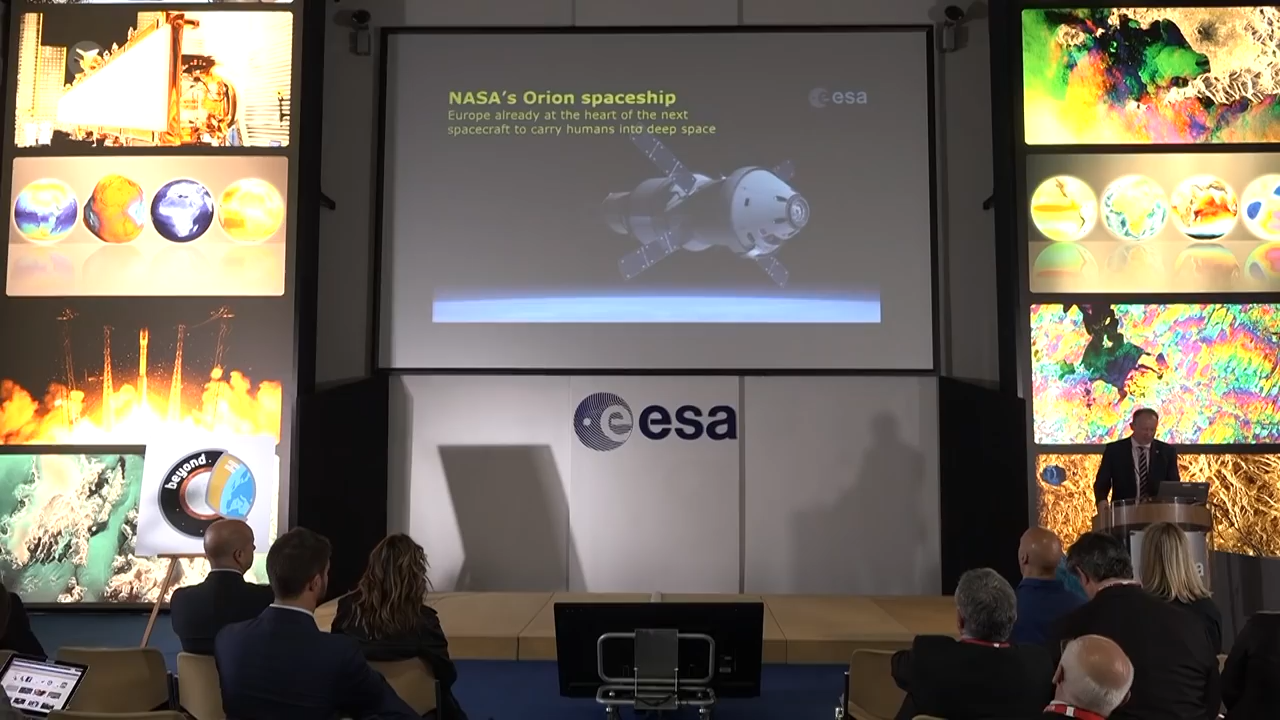 NASA's Orion spaceship
Europe already at the heart of the next
spacecraft to carry humans into deep space
esa
esa
beyond